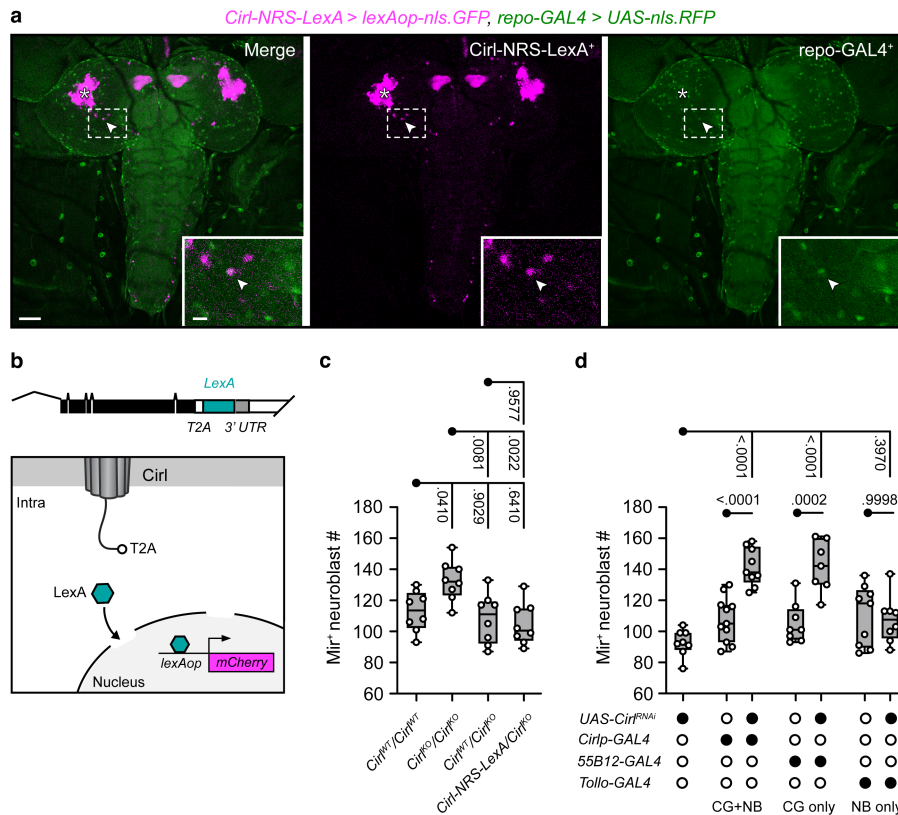 a
Cirl-NRS-LexA > lexAop-nls.GFP, repo-GAL4 > UAS-nls.RFP
Merge
Cirl-NRS-LexA+
repo-GAL4+
*
*
*
b
LexA
T2A
3' UTR
Cirl
Intra
T2A
LexA
lexAop
mCherry
Nucleus
c
.9577
.0081
.0022
.0410
.9029
.6410
Mir+ neuroblast #
180
160
140
120
100
80
60
CirlWT/CirlWT
CirlKO/CirlKO
CirlWT/CirlKO
Cirl-NRS-LexA/CirlKO
d
<.0001
<.0001
.3970
<.0001
.0002
.9998
Mir+ neuroblast #
180
160
140
120
100
80
60
UAS-CirlRNAi
Cirlp-GAL4
55B12-GAL4
Tollo-GAL4
CG+NB
CG only
NB only